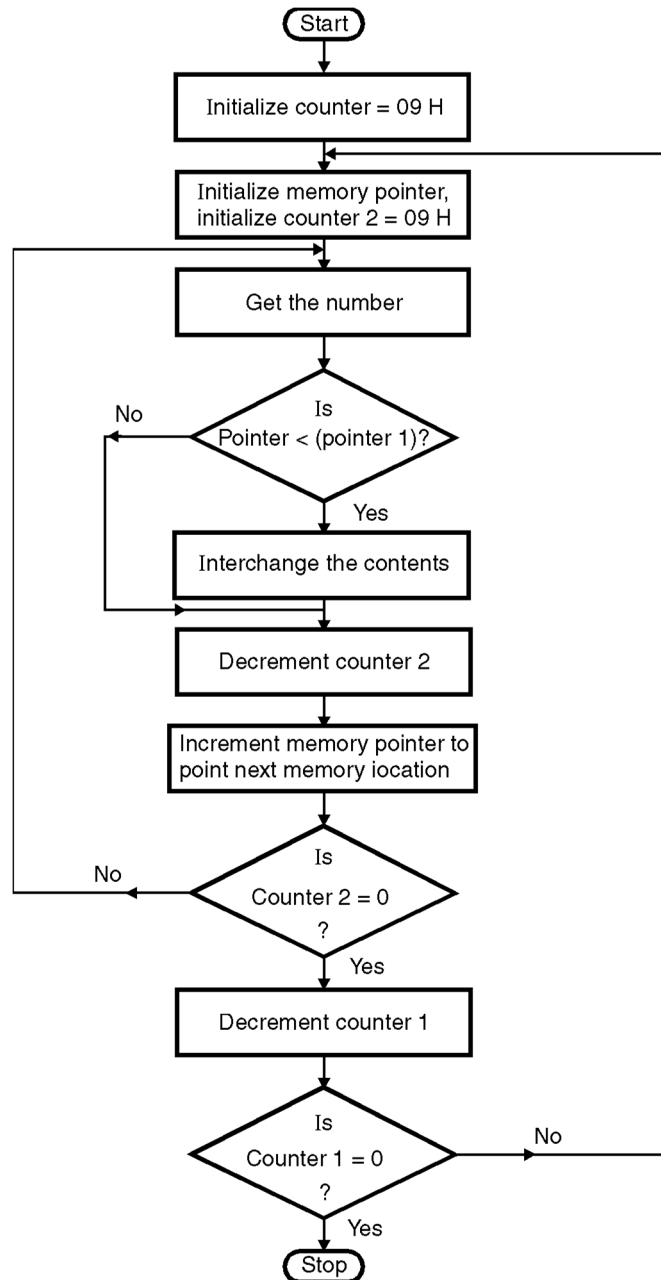 Start
Initialize counter = 09 H
Initialize memory pointer,
initialize counter 2 = 09 H
Get the number
Is
Pointer < (pointer 1)?
No
Yes
Interchange the contents
Decrement counter 2
Increment memory pointer to
point next memory iocation
Is
Counter 2 = 0
?
No
Yes
Decrement counter 1
Is
Counter 1 = 0
?
No
Yes
Stop